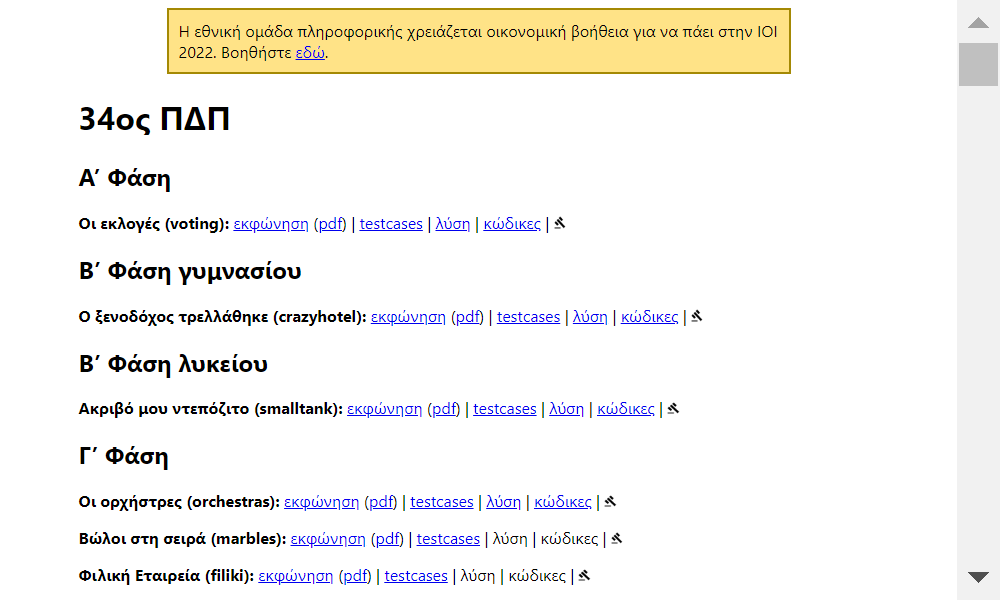 Η εθνική ομάδα πληροφορικής χρειάζεται οικονομική βοήθεια για να πάει στην ΙΟΙ
2022. Βοηθήστε εδώ.
34ος ΠΔΠ
Α’ Φάση
Οι εκλογές (voting): εκφώνηση (pdf) | testcases | λύση | κώδικες |
Β’ Φάση γυμνασίου
Ο ξενοδόχος τρελλάθηκε (crazyhotel): εκφώνηση (pdf) | testcases | λύση | κώδικες |
Β’ Φάση λυκείου
Ακριβό μου ντεπόζιτο (smalltank): εκφώνηση (pdf) | testcases | λύση | κώδικες |
Γ’ Φάση
Οι ορχήστρες (orchestras): εκφώνηση (pdf) | testcases | λύση | κώδικες |
Βώλοι στη σειρά (marbles): εκφώνηση (pdf) | testcases | λύση | κώδικες |
Φιλική Εταιρεία (filiki): εκφώνηση (pdf) | testcases | λύση | κώδικες |